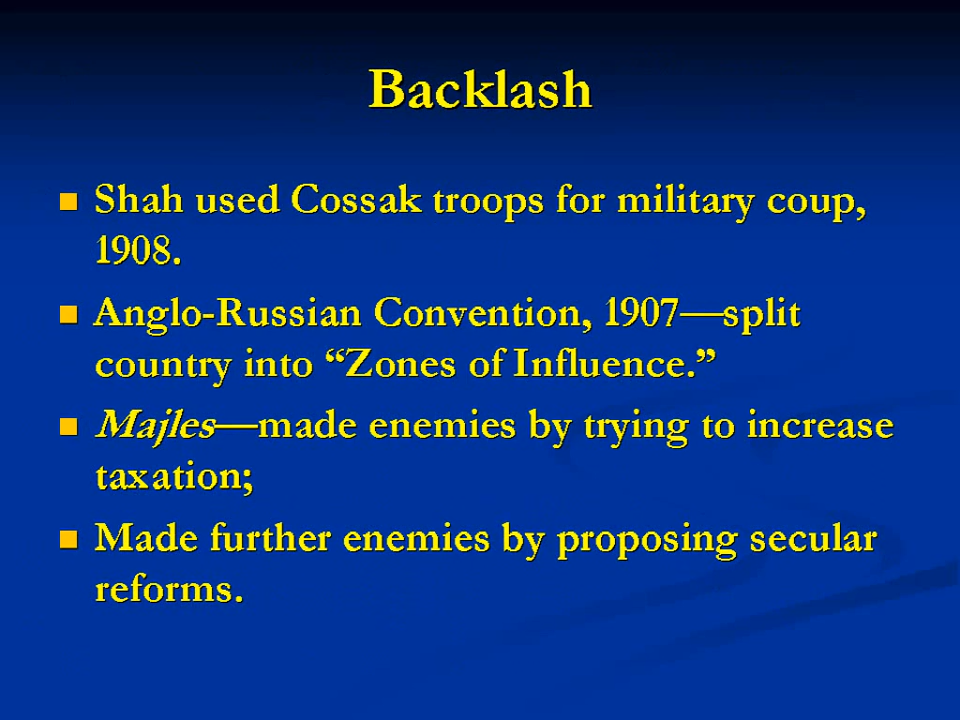 Backlash
Shah used Cossak troops for military coup,
1908.
Anglo-Russian Convention, 1907—split
country into “Zones of Influence.”
Majles—made enemies by trying to increase
taxation;
Made further enemies by proposing secular
reforms.